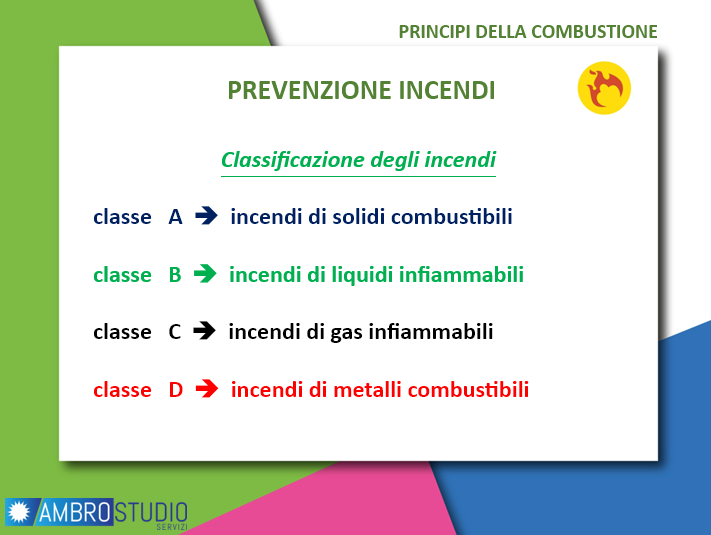 PRINCIPI DELLA COMBUSTIONE
PREVENZIONE INCENDI
Classificazione degli incendi
classe A ➔ incendi di solidi combustibili
classe B ➔ incendi di liquidi infiammabili
classe C ➔ incendi di gas infiammabili
classe D ➔ incendi di metalli combustibili
AMBROSTUDIO
SERVIZI